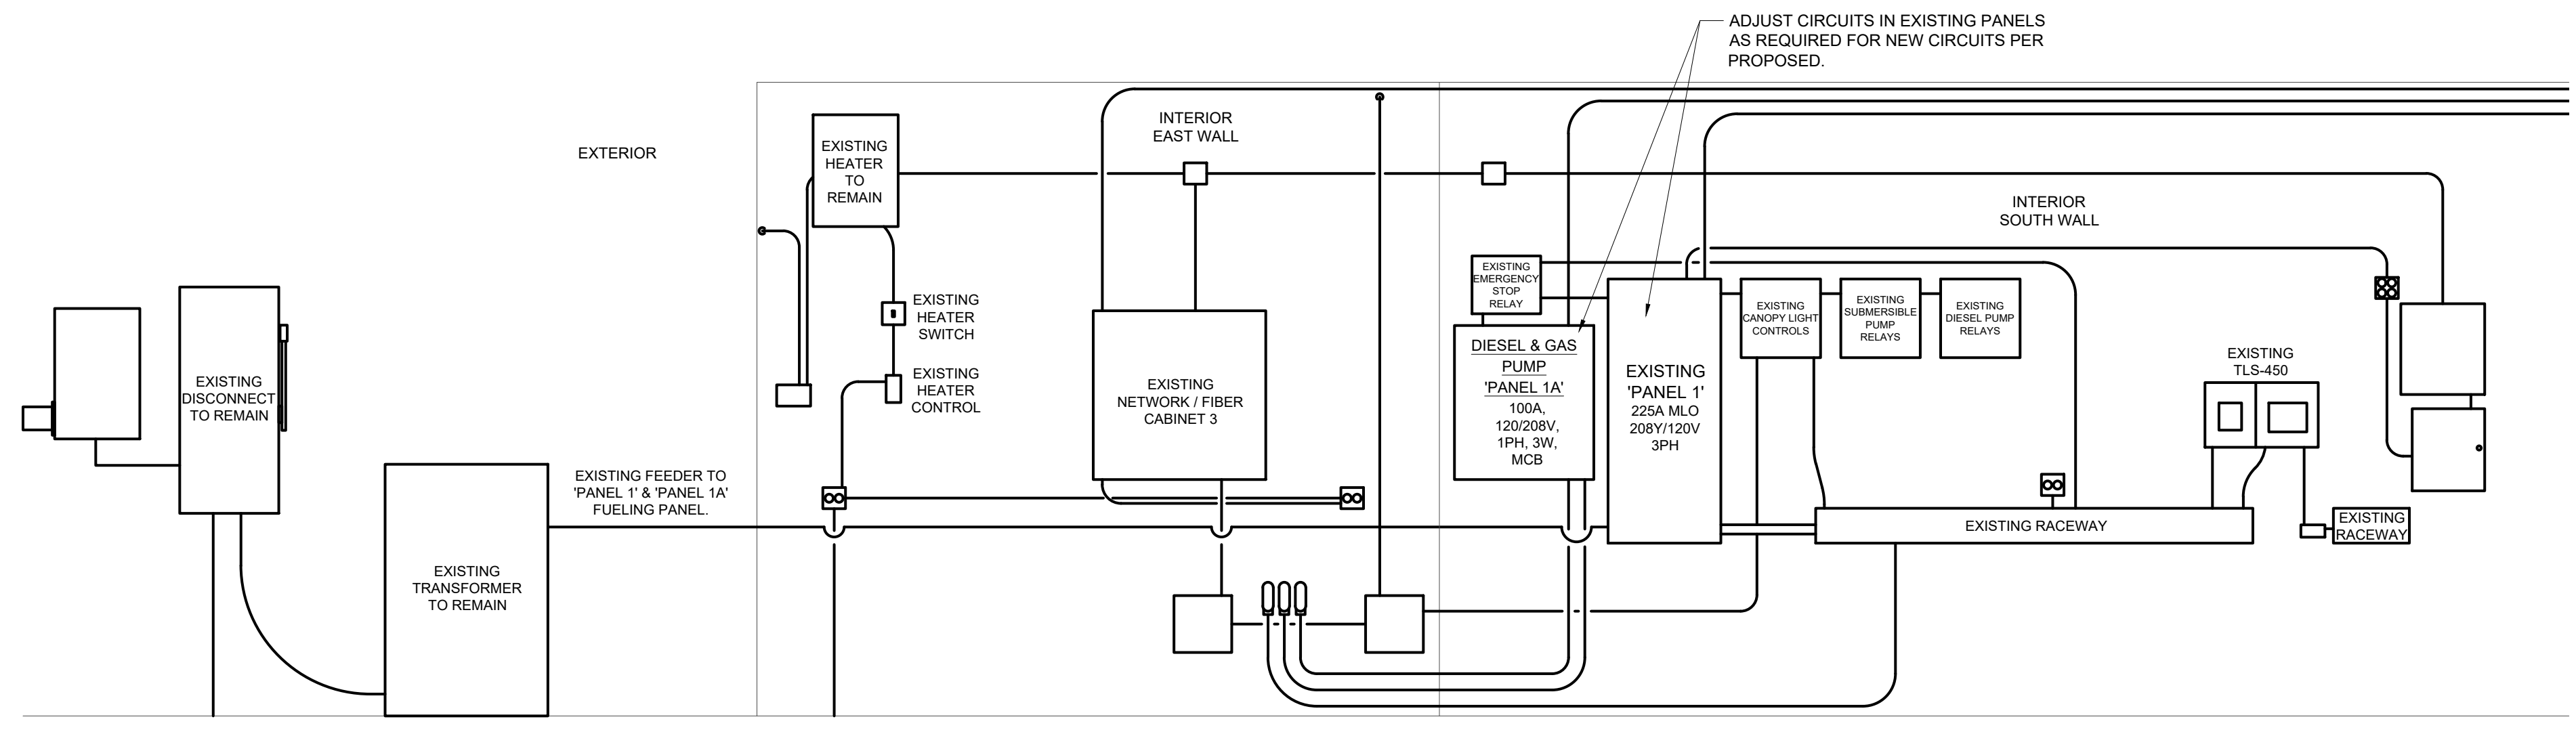 ADJUST CIRCUITS IN EXISTING PANELS
AS REQUIRED FOR NEW CIRCUITS PER
PROPOSED.
EXTERIOR
INTERIOR
EAST WALL
INTERIOR
SOUTH WALL
EXISTING
HEATER
TO
REMAIN
EXISTING
HEATER
SWITCH
EXISTING
HEATER
CONTROL
EXISTING
DISCONNECT
TO REMAIN
EXISTING
TRANSFORMER
TO REMAIN
EXISTING FEEDER TO
'PANEL 1' & 'PANEL 1A'
FUELING PANEL.
EXISTING
NETWORK / FIBER
CABINET 3
EXISTING
EMERGENCY
STOP
RELAY
DIESEL & GAS
PUMP
'PANEL 1A'
100A,
120/208V,
1PH, 3W,
MCB
EXISTING
'PANEL 1'
225A MLO
208Y/120V
3PH
EXISTING
CANOPY LIGHT
CONTROLS
EXISTING
SUBMERSIBLE
PUMP
RELAYS
EXISTING
DIESEL PUMP
RELAYS
EXISTING
TLS-450
EXISTING RACEWAY
EXISTING
RACEWAY